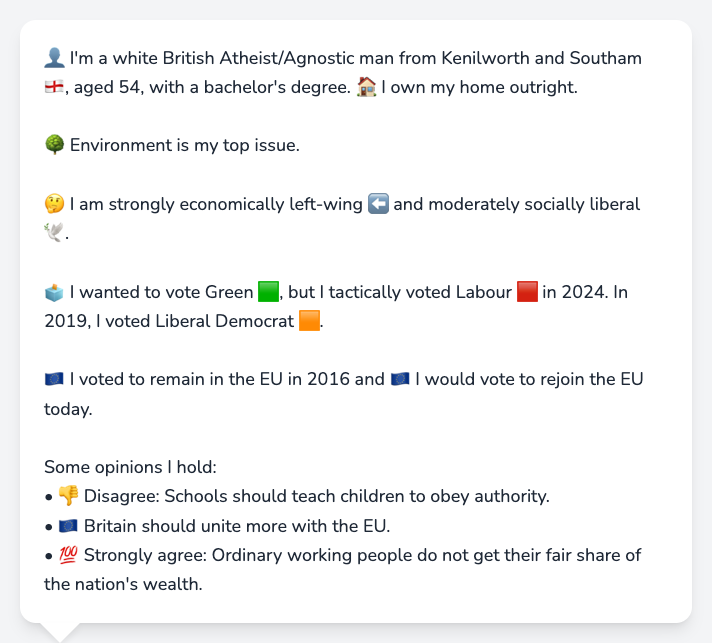 👤 I'm a white British Atheist/Agnostic man from Kenilworth and Southam
🏴󠁧󠁢󠁥󠁮󠁧󠁿, aged 54, with a bachelor's degree. 🏠 I own my home outright.
🌳 Environment is my top issue.
🤔 I am strongly economically left-wing ⬅️ and moderately socially liberal
🕊️.
🗳️ I wanted to vote Green 🟩, but I tactically voted Labour 🟥 in 2024. In
2019, I voted Liberal Democrat 🟧.
🇪🇺 I voted to remain in the EU in 2016 and 🇪🇺 I would vote to rejoin the EU
today.
Some opinions I hold:
• 👎 Disagree: Schools should teach children to obey authority.
• 🇪🇺 Britain should unite more with the EU.
• 💯 Strongly agree: Ordinary working people do not get their fair share of
the nation's wealth.